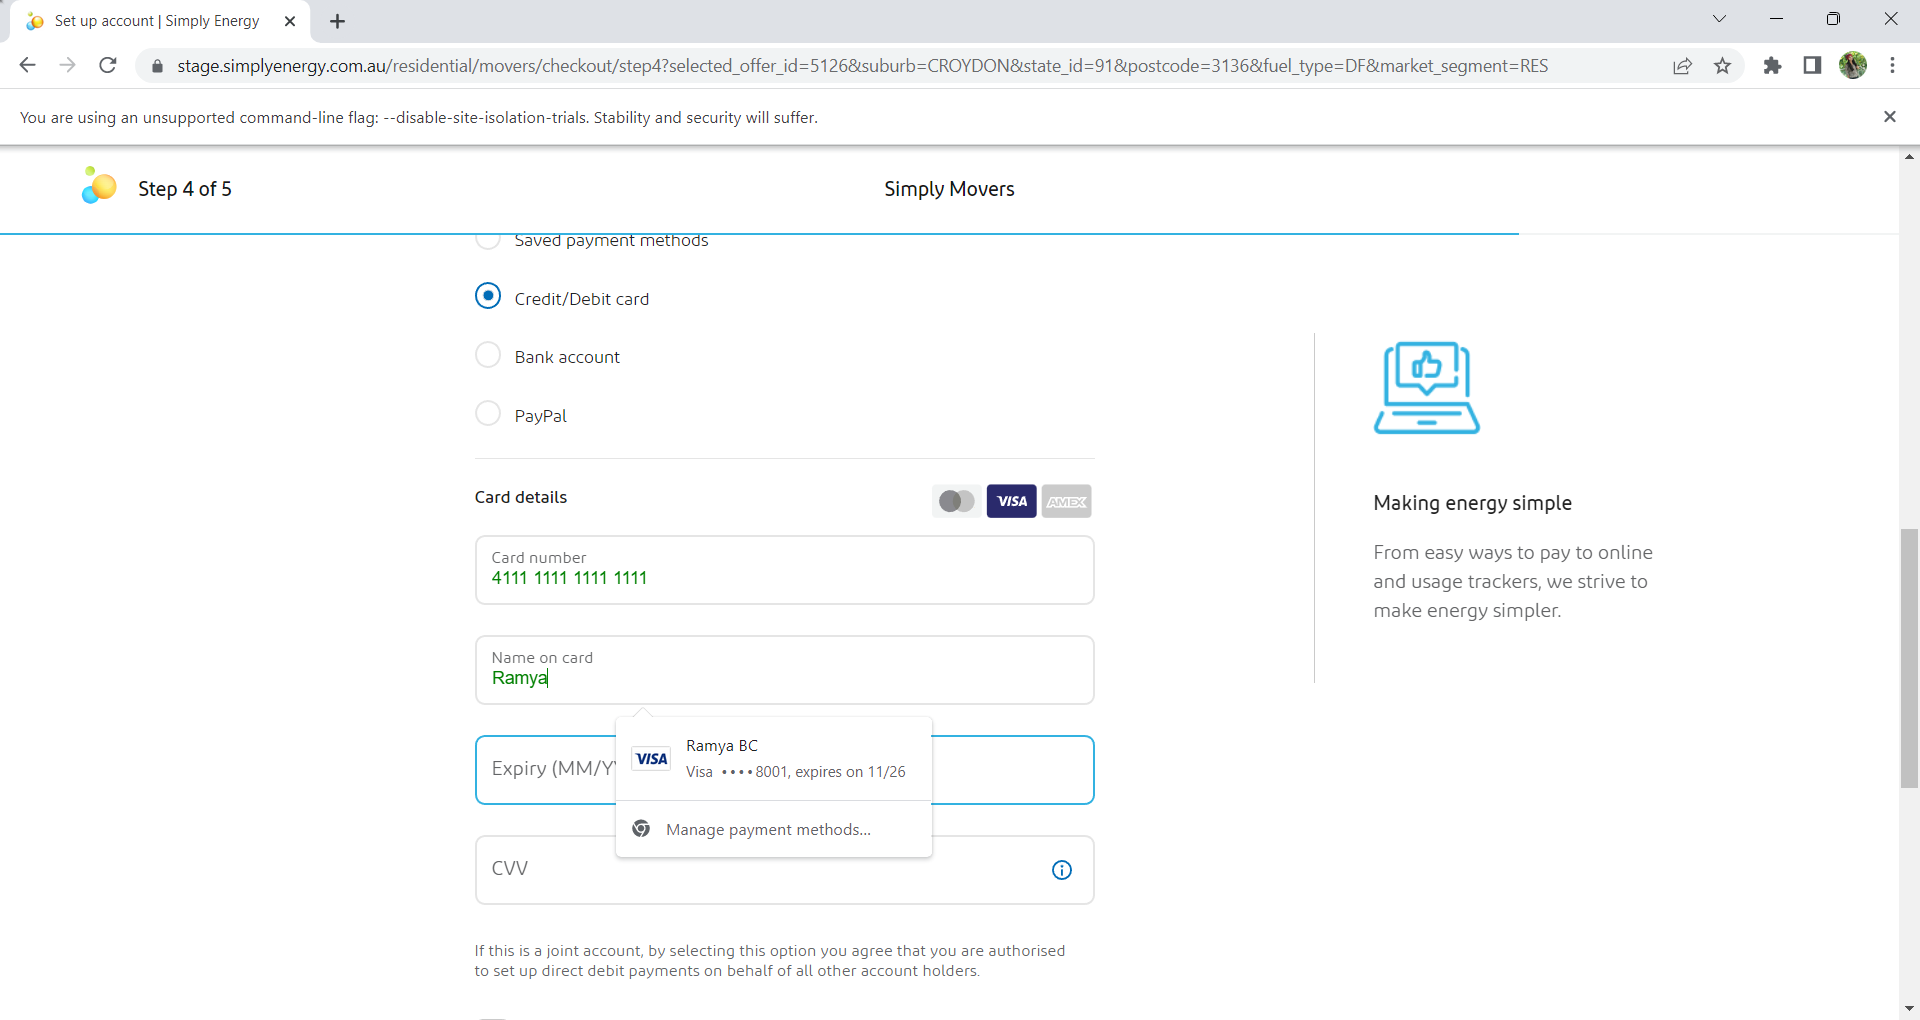 Set up account | Simply Energy
stage.simplyenergy.com.au/residential/movers/checkout/step4?selected_offer_id=5126&suburb=CROYDON&state_id=91&postcode=3136&fuel_type=DF&market_segment=RES
You are using an unsupported command-line flag: --disable-site-isolation-trials. Stability and security will suffer.
Step 4 of 5
Simply Movers
Saved payment methods
Credit/Debit card
Bank account
PayPal
Card details
VISA
AMEX
Card number
4111 1111 1111 1111
Name on card
Ramya
Ramya BC
VISA
Visa ••••8001, expires on 11/26
Expiry (MM/Y
Manage payment methods...
CVV
If this is a joint account, by selecting this option you agree that you are authorised
to set up direct debit payments on behalf of all other account holders.
Making energy simple
From easy ways to pay to online
and usage trackers, we strive to
make energy simpler.